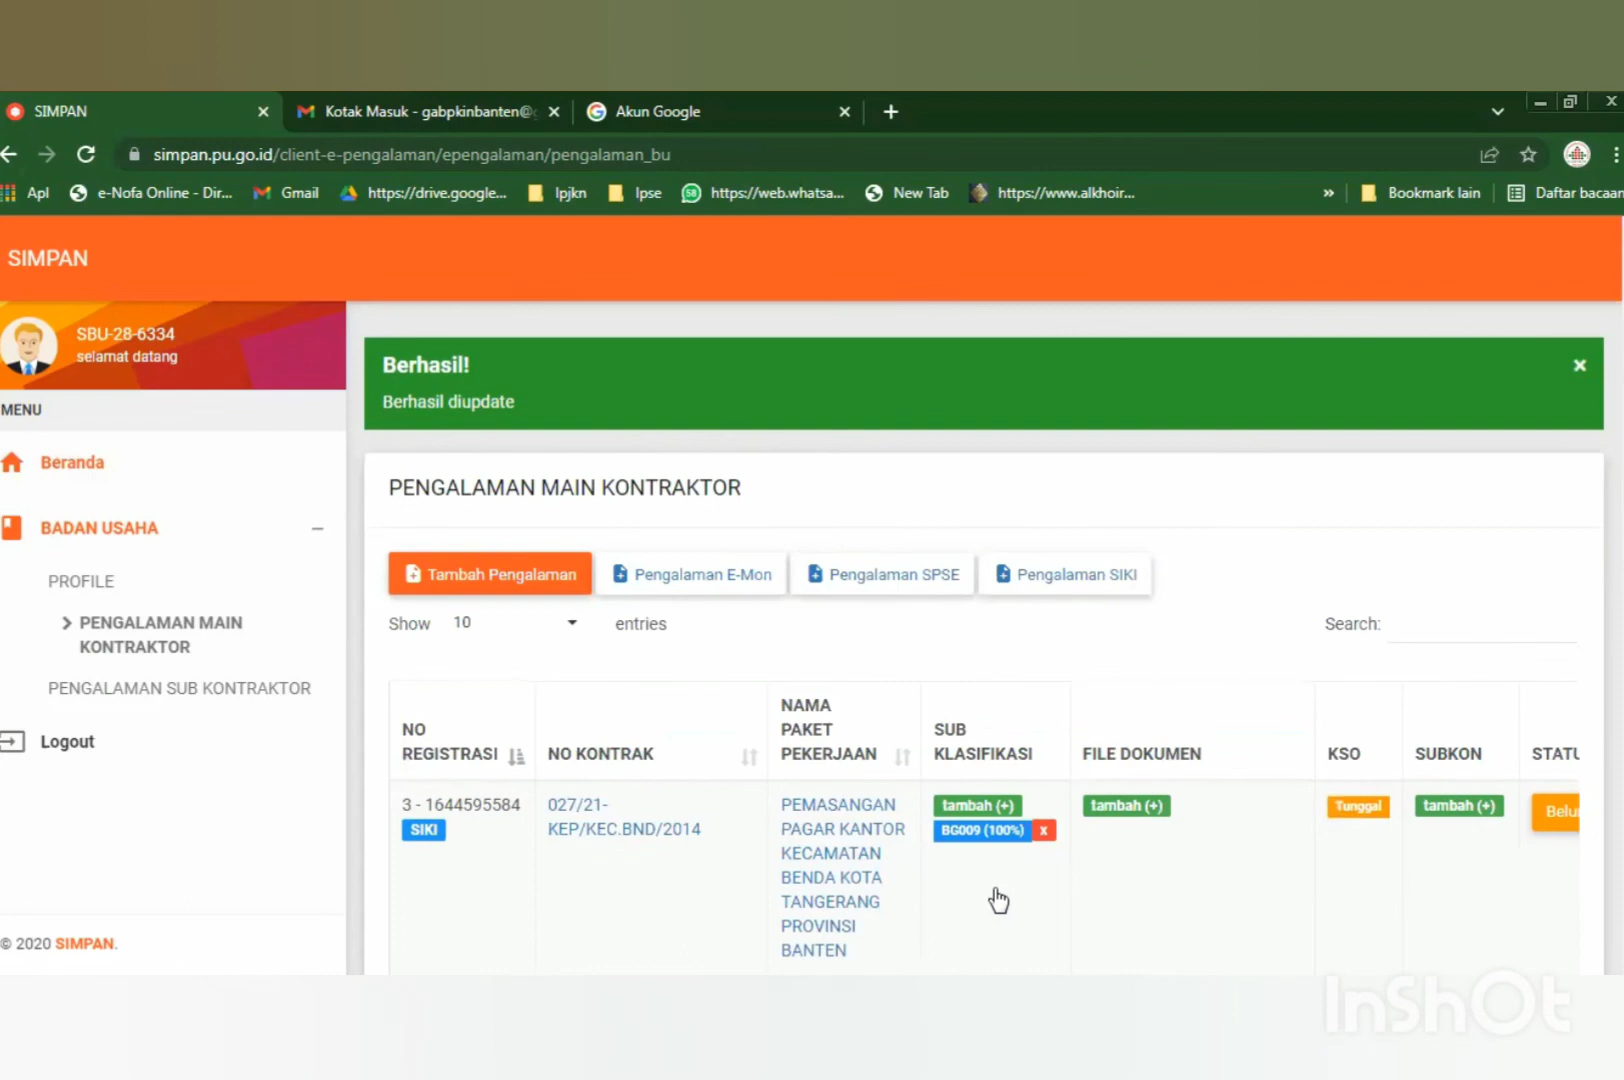 SIMPAN
Kotak Masuk - gabpkinbanten@
Akun Google
simpan.pu.go.id/client-e-pengalaman/epengalaman/pengalaman_bu
Apl
e-Nofa Online - Dir...
Gmail
https://drive.google...
lpjkn
lpse
58
https://web.whatsa...
New Tab
https://www.alkhoir...
»
Bookmark lain
Daftar bacaan
SIMPAN
SBU-28-6334
selamat datang
MENU
Beranda
BADAN USAHA
PROFILE
PENGALAMAN MAIN
KONTRAKTOR
PENGALAMAN SUB KONTRAKTOR
Logout
© 2020 SIMPAN.
Berhasil!
Berhasil diupdate
PENGALAMAN MAIN KONTRAKTOR
Tambah Pengalaman
Pengalaman E-Mon
Pengalaman SPSE
Pengalaman SIKI
Show 10 entries
Search:
NO
REGISTRASI
NO KONTRAK
NAMA
PAKET
PEKERJAAN
SUB
KLASIFIKASI
FILE DOKUMEN
KSO
SUBKON
STATU
3 - 1644595584
SIKI
027/21-
KEP/KEC.BND/2014
PEMASANGAN
PAGAR KANTOR
KECAMATAN
BENDA KOTA
TANGERANG
PROVINSI
BANTEN
tambah (+)
BG009 (100%) x
tambah (+)
Tunggal
tambah (+)
Belu
InShOt